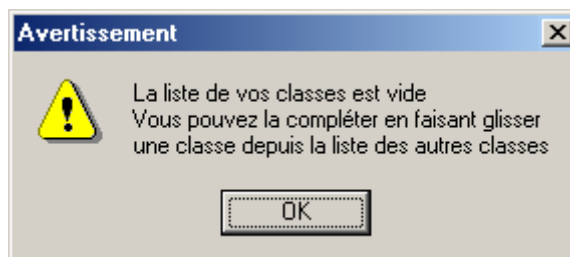 Avertissement
La liste de vos classes est vide
Vous pouvez la compléter en faisant glisser
une classe depuis la liste des autres classes
OK